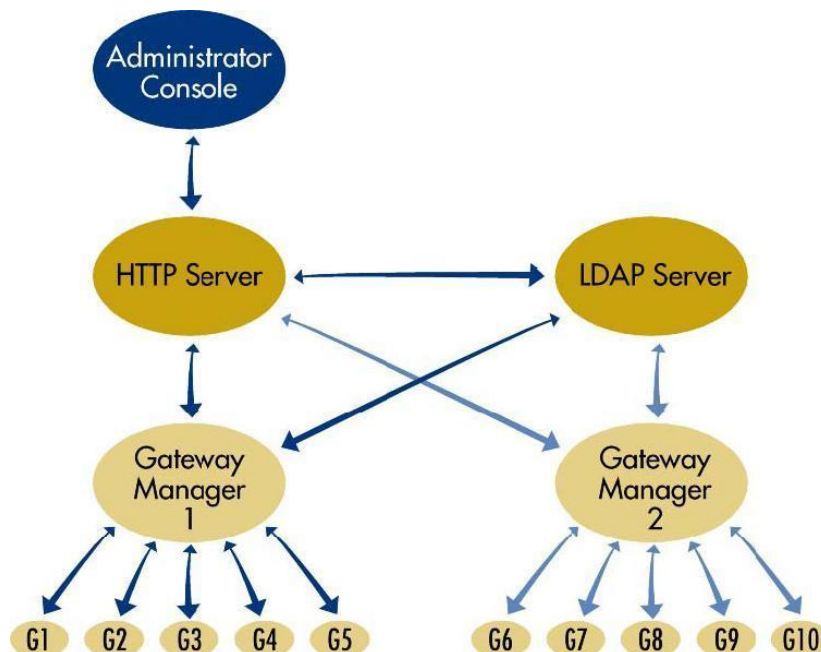 Administrator
Console
HTTP Server
LDAP Server
Gateway
Manager
1
Gateway
Manager
2
G1
G2
G3
G4
G5
G6
G7
G8
G9
G10